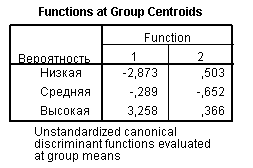 Functions at Group Centroids
Function
Вероятность 1 2
Низкая -2,873 ,503
Средняя -,289 -,652
Высокая 3,258 ,366
Unstandardized canonical
discriminant functions evaluated
at group means